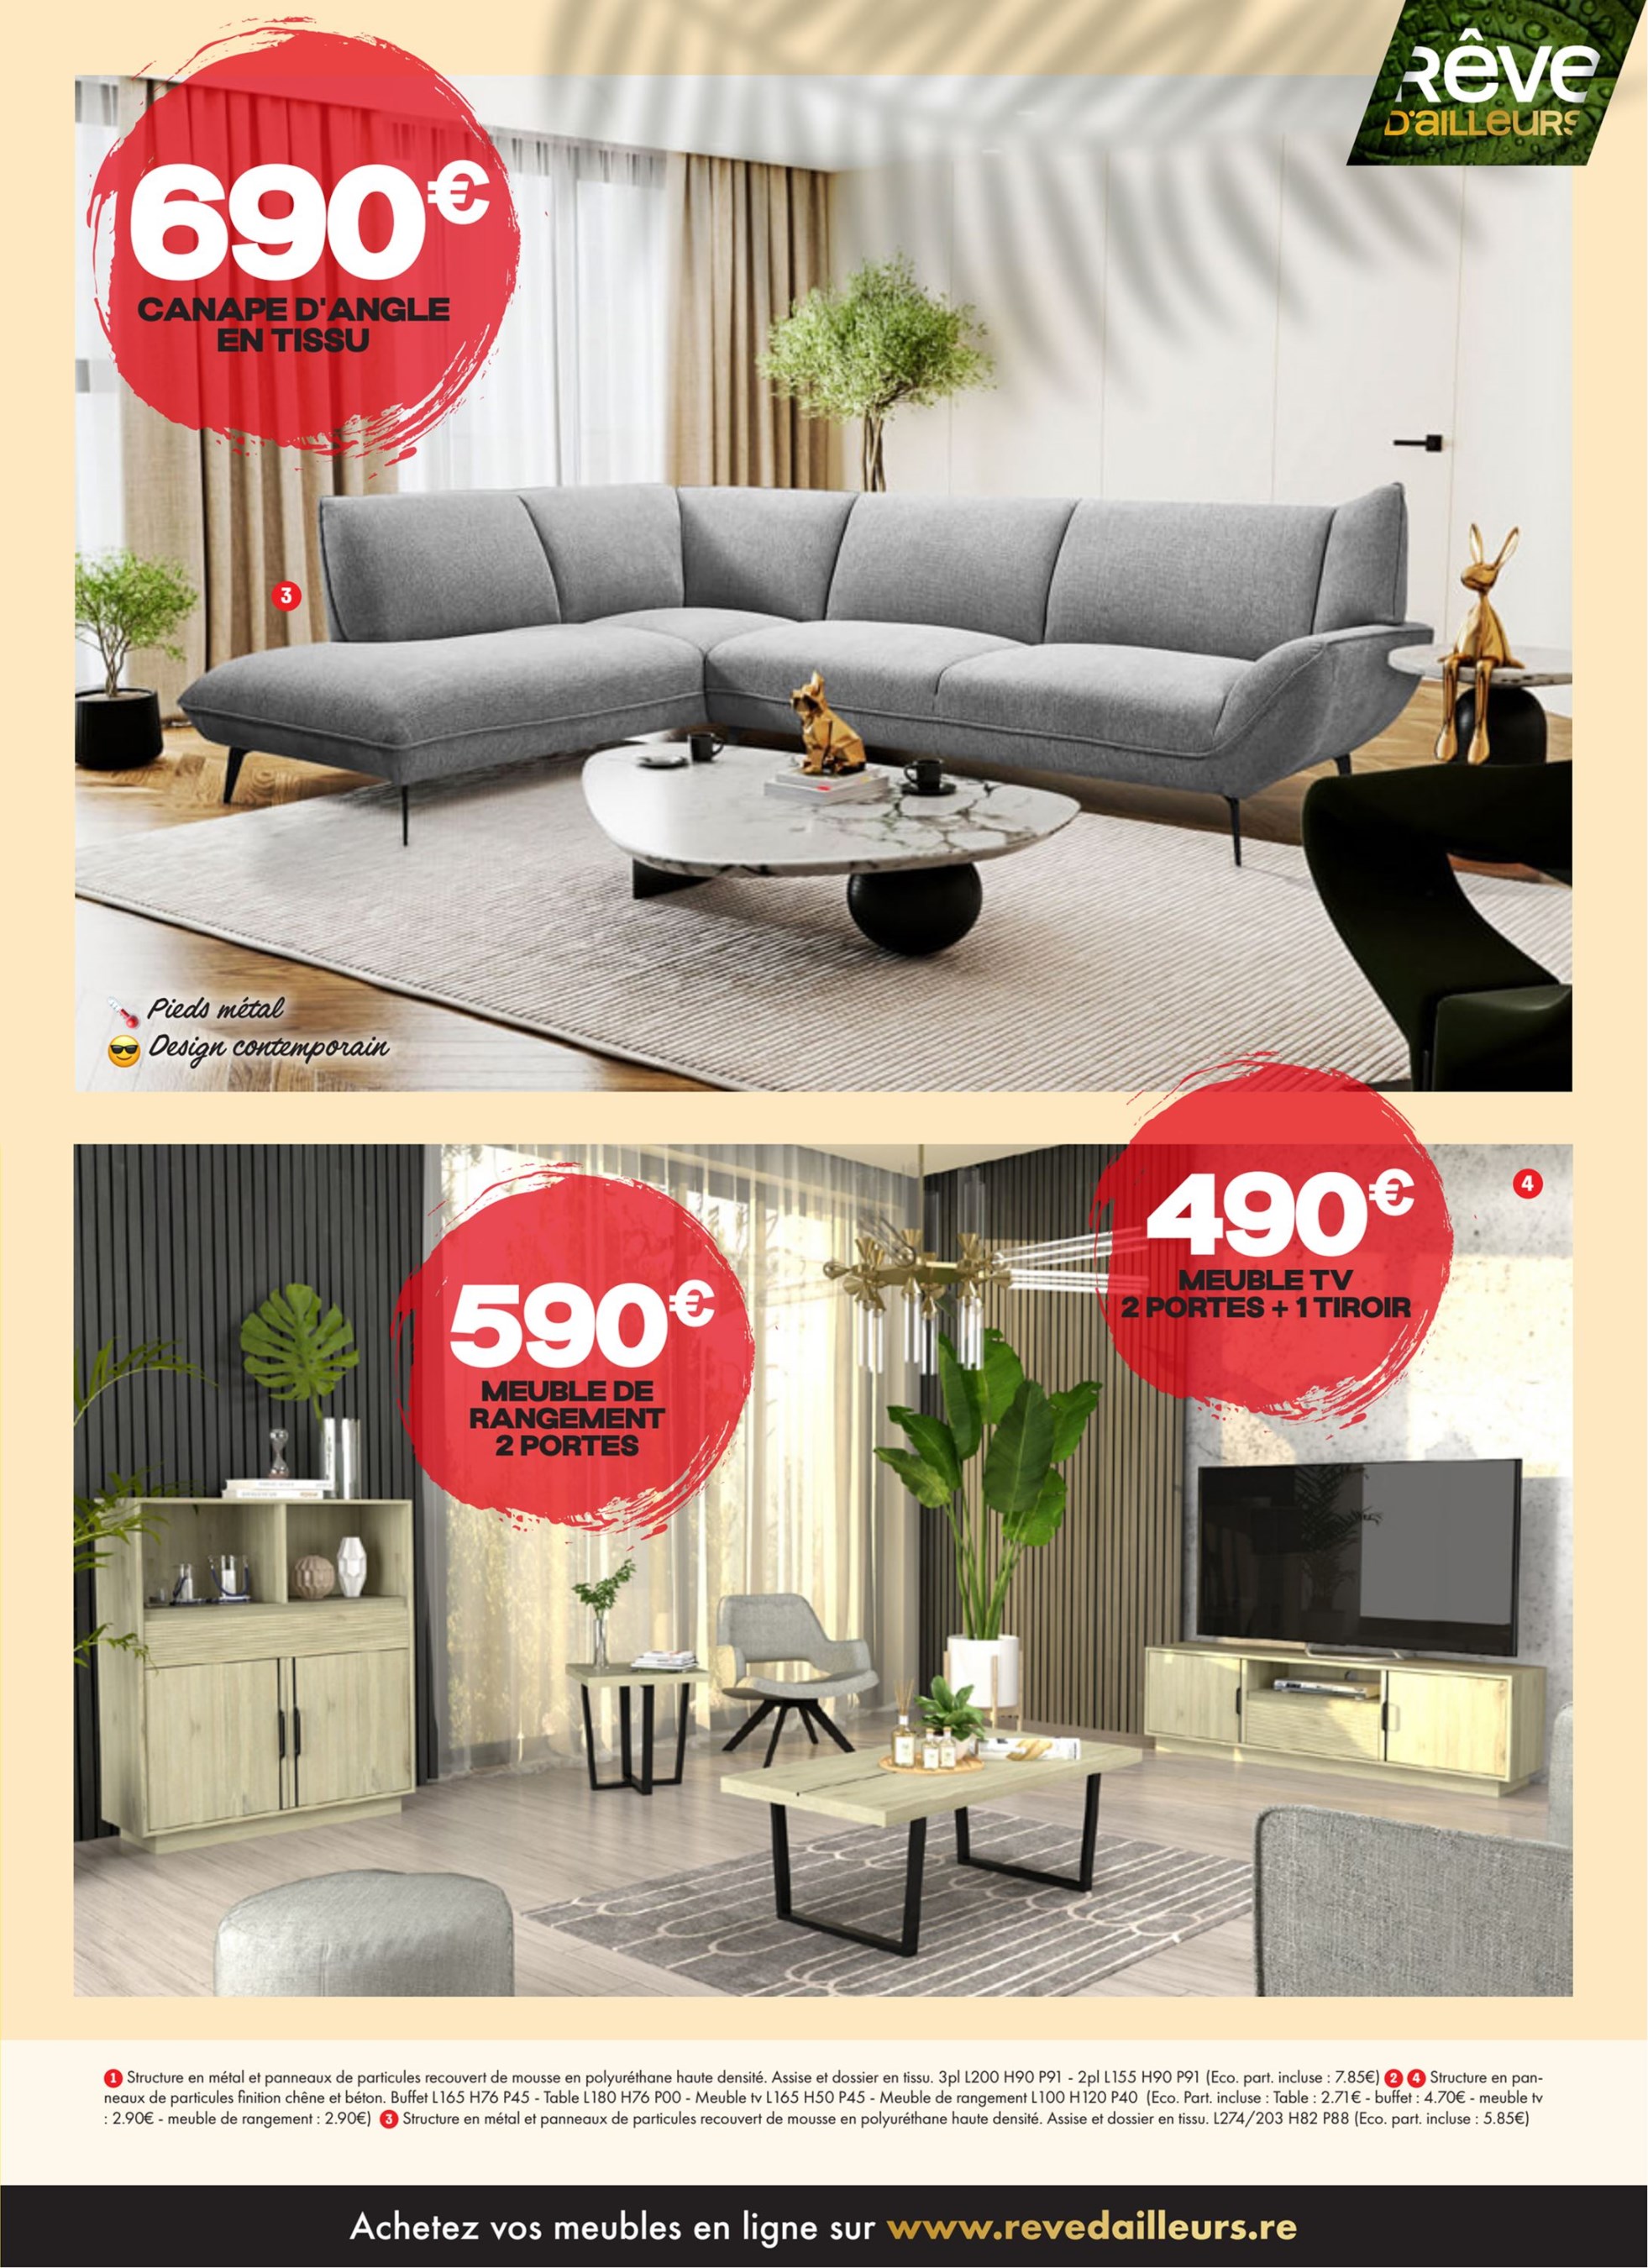 Rêve
D'AILLEURS
690€
CANAPE D'ANGLE
EN TISSU
3
Pieds métal
Design contemporain
490€
MEUBLE TV
2 PORTES + 1 TIROIR
4
590€
MEUBLE DE
RANGEMENT
2 PORTES
1 Structure en métal et panneaux de particules recouvert de mousse en polyuréthane haute densité. Assise et dossier en tissu. 3pl L200 H90 P91 - 2pl L155 H90 P91 (Eco. part. incluse : 7.85€) 2 4 Structure en pan-
neaux de particules finition chêne et béton. Buffet L165 H76 P45 - Table L180 H76 P00 - Meuble tv L165 H50 P45 - Meuble de rangement L100 H120 P40 (Eco. Part. incluse : Table : 2.71€ - buffet : 4.70€ - meuble tv
: 2.90€ - meuble de rangement : 2.90€) 3 Structure en métal et panneaux de particules recouvert de mousse en polyuréthane haute densité. Assise et dossier en tissu. L274/203 H82 P88 (Eco. part. incluse : 5.85€)
Achetez vos meubles en ligne sur www.revedailleurs.re